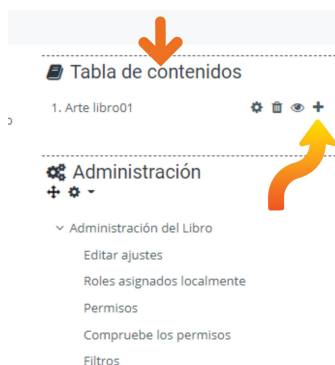 Tabla de contenidos
1. Arte libro01
Administración
Administración del Libro
Editar ajustes
Roles asignados localmente
Permisos
Compruebe los permisos
Filtros